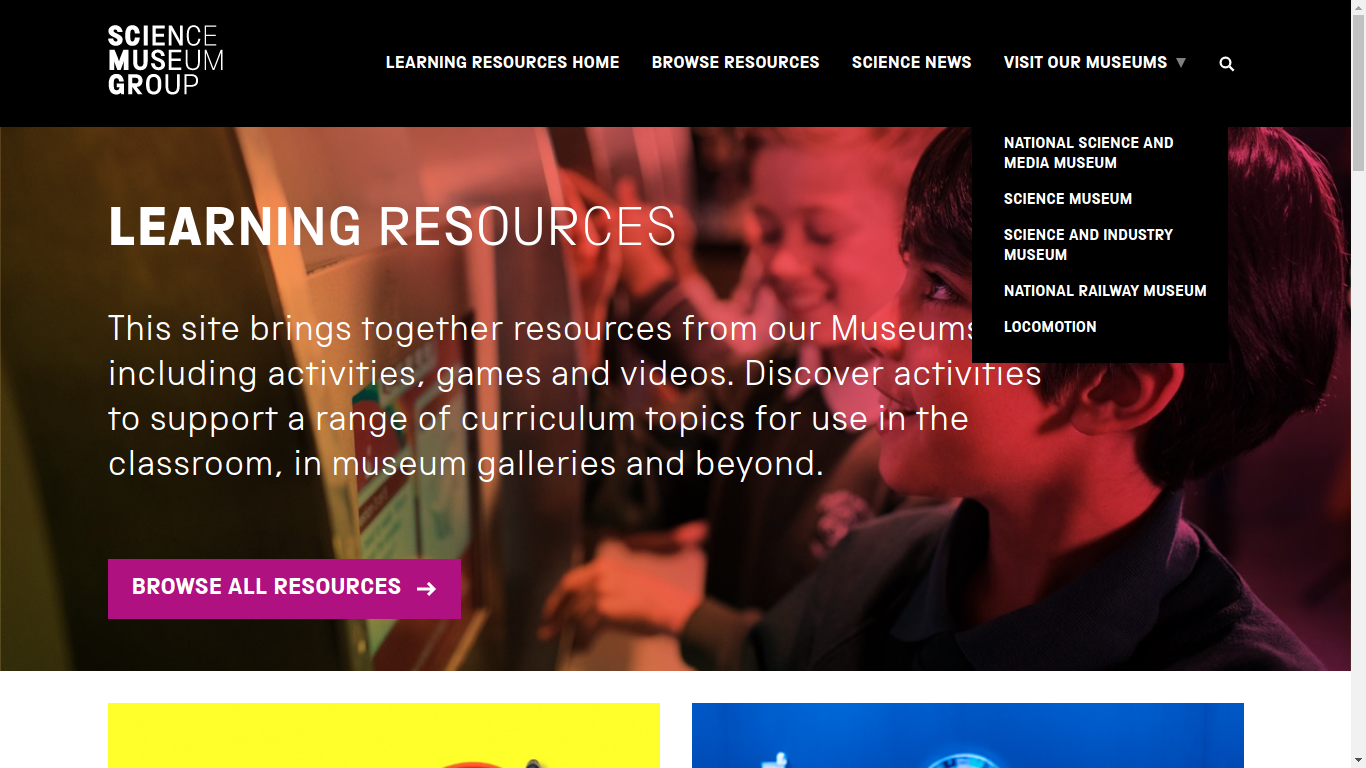 SCIENCE
MUSEUM
GROUP
LEARNING RESOURCES HOME
BROWSE RESOURCES
SCIENCE NEWS
VISIT OUR MUSEUMS ▼
NATIONAL SCIENCE AND
MEDIA MUSEUM
SCIENCE MUSEUM
SCIENCE AND INDUSTRY
MUSEUM
NATIONAL RAILWAY MUSEUM
LOCOMOTION
LEARNING RESOURCES
This site brings together resources from our Museums
including activities, games and videos. Discover activities
to support a range of curriculum topics for use in the
classroom, in museum galleries and beyond.
BROWSE ALL RESOURCES →